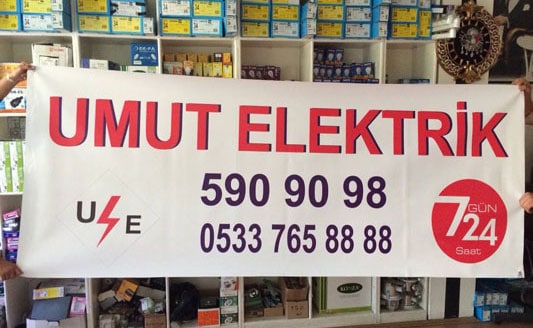 UMUT ELEKTRİK
590 90 98
0533 765 88 88
U E
7 GÜN
24
Saat